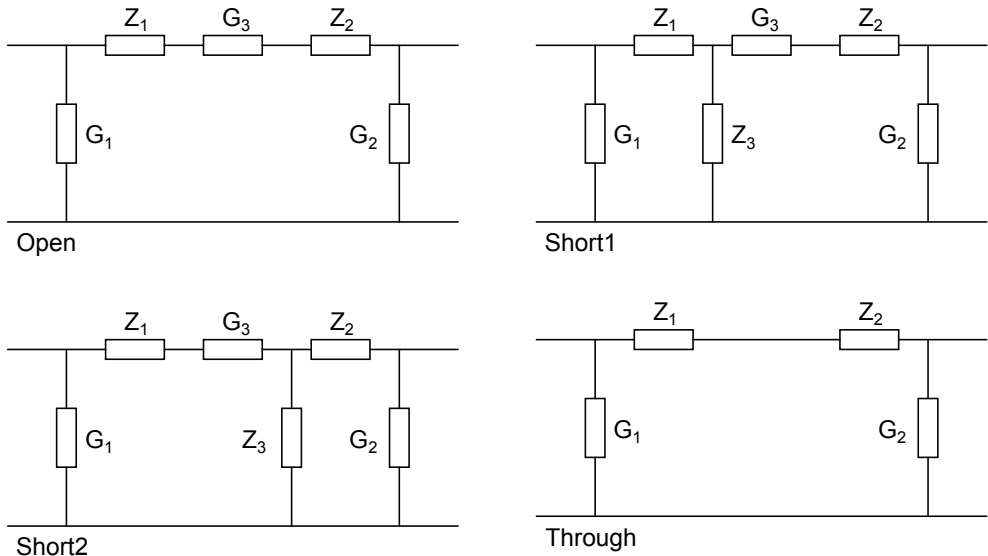 Z₁ G₃ Z₂
G₁ G₂
Open
Z₁ G₃ Z₂
G₁ Z₃ G₂
Short1
Z₁ G₃ Z₂
G₁ Z₃ G₂
Short2
Z₁ Z₂
G₁ G₂
Through